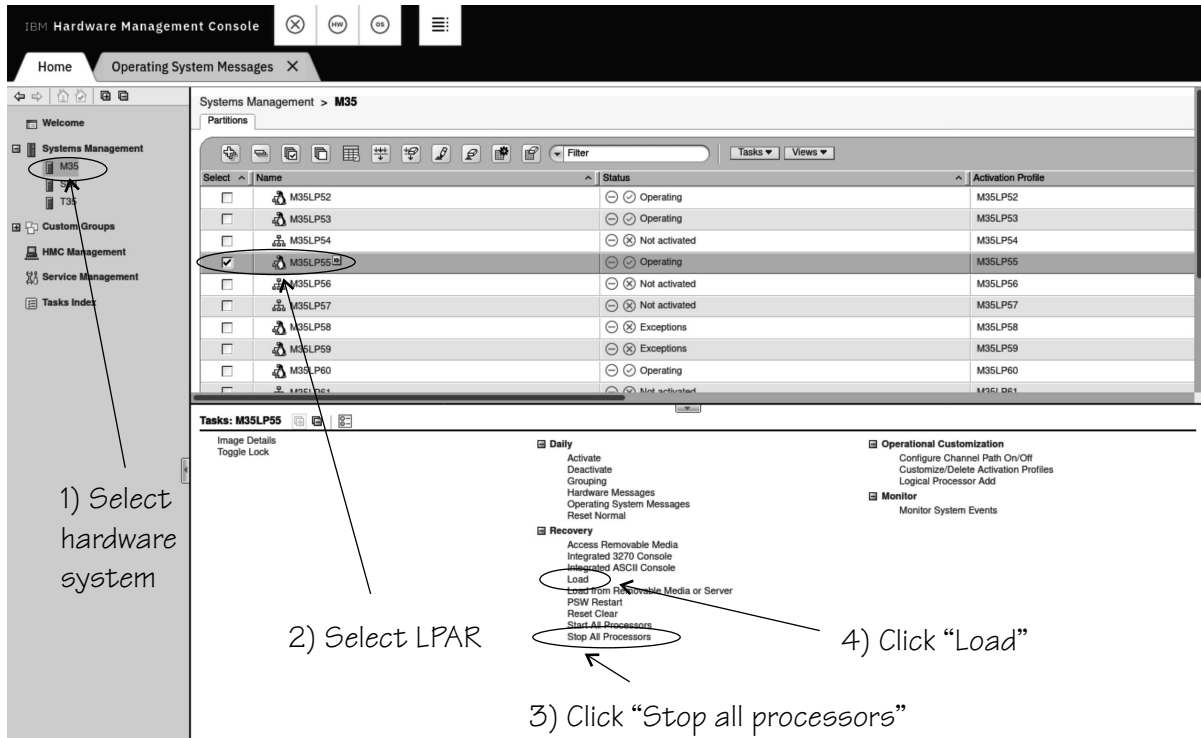 IBM Hardware Management Console
HW
OS
Home
Operating System Messages X
Welcome
Systems Management
M35
T35
Custom Groups
HMC Management
Service Management
Tasks Index
Systems Management > M35
Partitions
Filter
Tasks
Views
Select Name Status Activation Profile
M35LP52 Operating M35LP52
M35LP53 Operating M35LP53
M35LP54 Not activated M35LP54
M35LP55 Operating M35LP55
M35LP56 Not activated M35LP56
M35LP57 Not activated M35LP57
M35LP58 Exceptions M35LP58
M35LP59 Exceptions M35LP59
M35LP60 Operating M35LP60
M35LP61 Not activated M35LP61
Tasks: M35LP55
Image Details
Toggle Lock
Daily
Activate
Deactivate
Grouping
Hardware Messages
Operating System Messages
Reset Normal
Recovery
Access Removable Media
Integrated 3270 Console
Integrated ASCII Console
Load
Load from Removable Media or Server
PSW Restart
Reset Clear
Start All Processors
Stop All Processors
Operational Customization
Configure Channel Path On/Off
Customize/Delete Activation Profiles
Logical Processor Add
Monitor
Monitor System Events
1) Select
hardware
system
2) Select LPAR
3) Click “Stop all processors”
4) Click “Load”